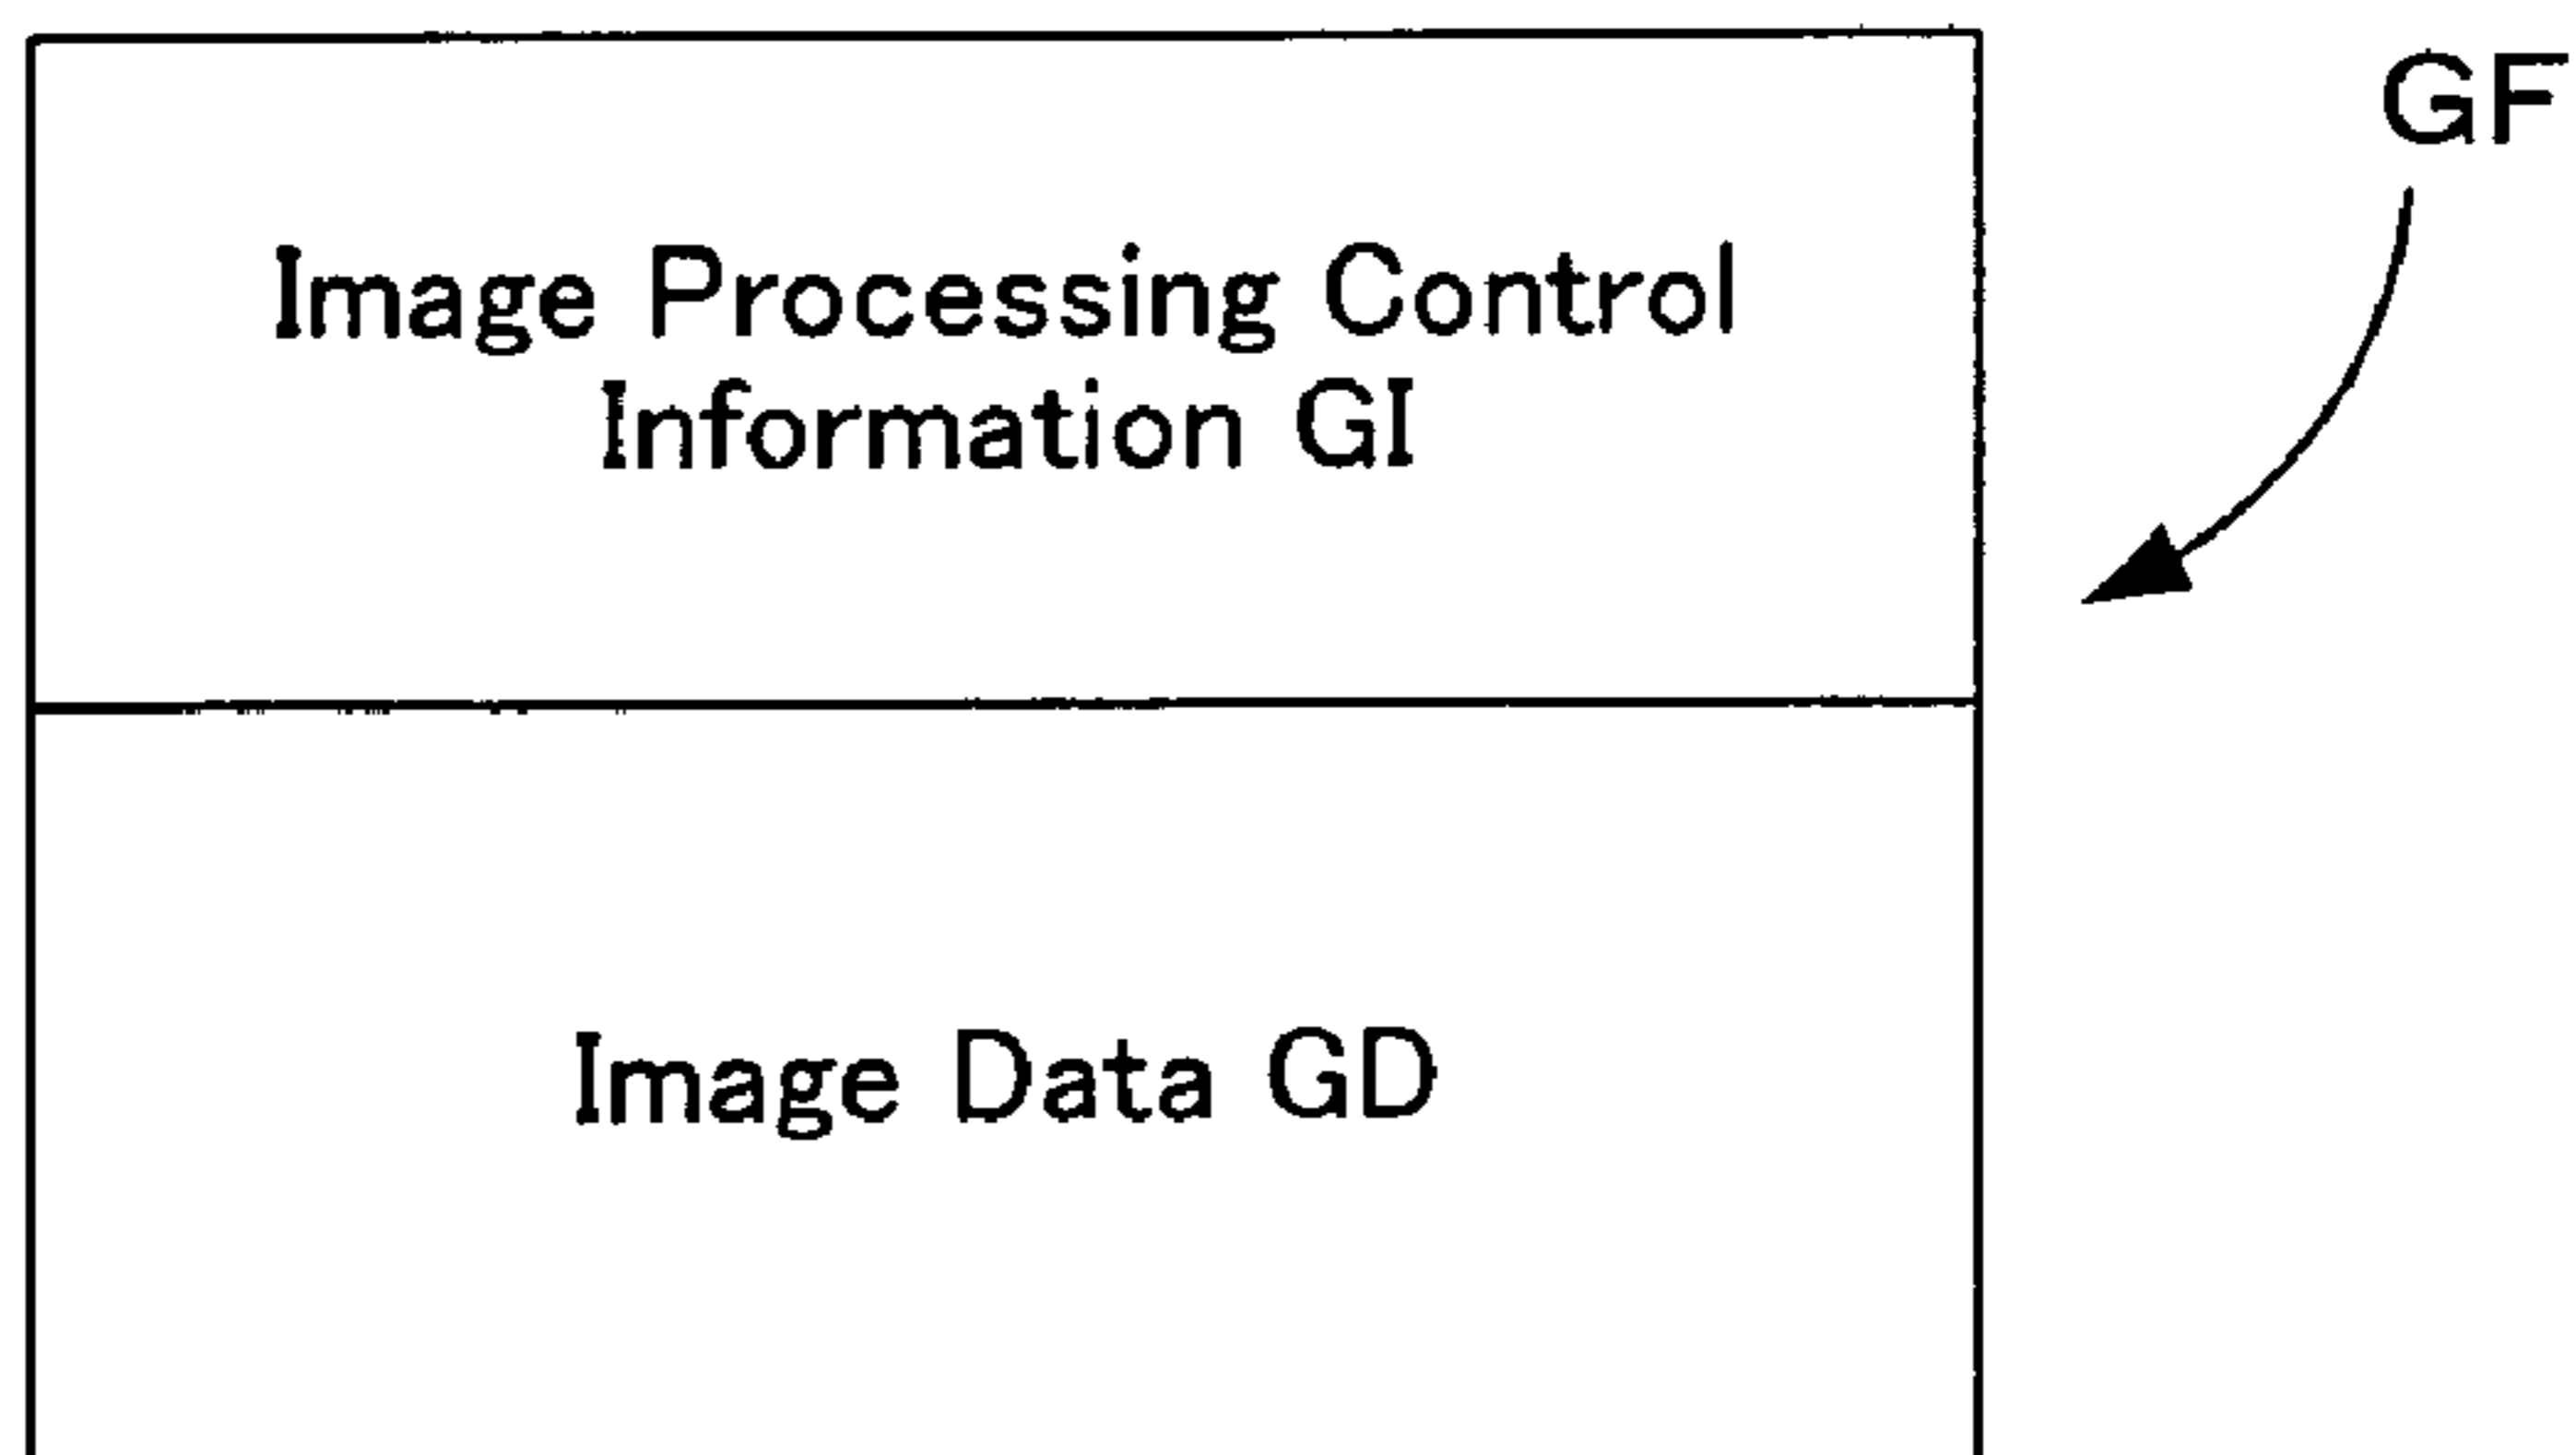 GF
Image Processing Control
Information GI
Image Data GD